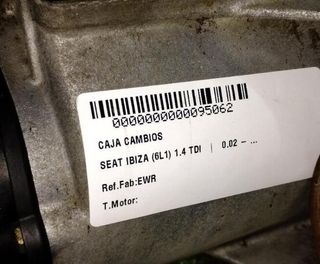 0000000000095062
CAJA CAMBIOS
SEAT IBIZA (6L1) 1.4 TDI | 0.02 – ...
Ref.Fab:EWR
T.Motor: